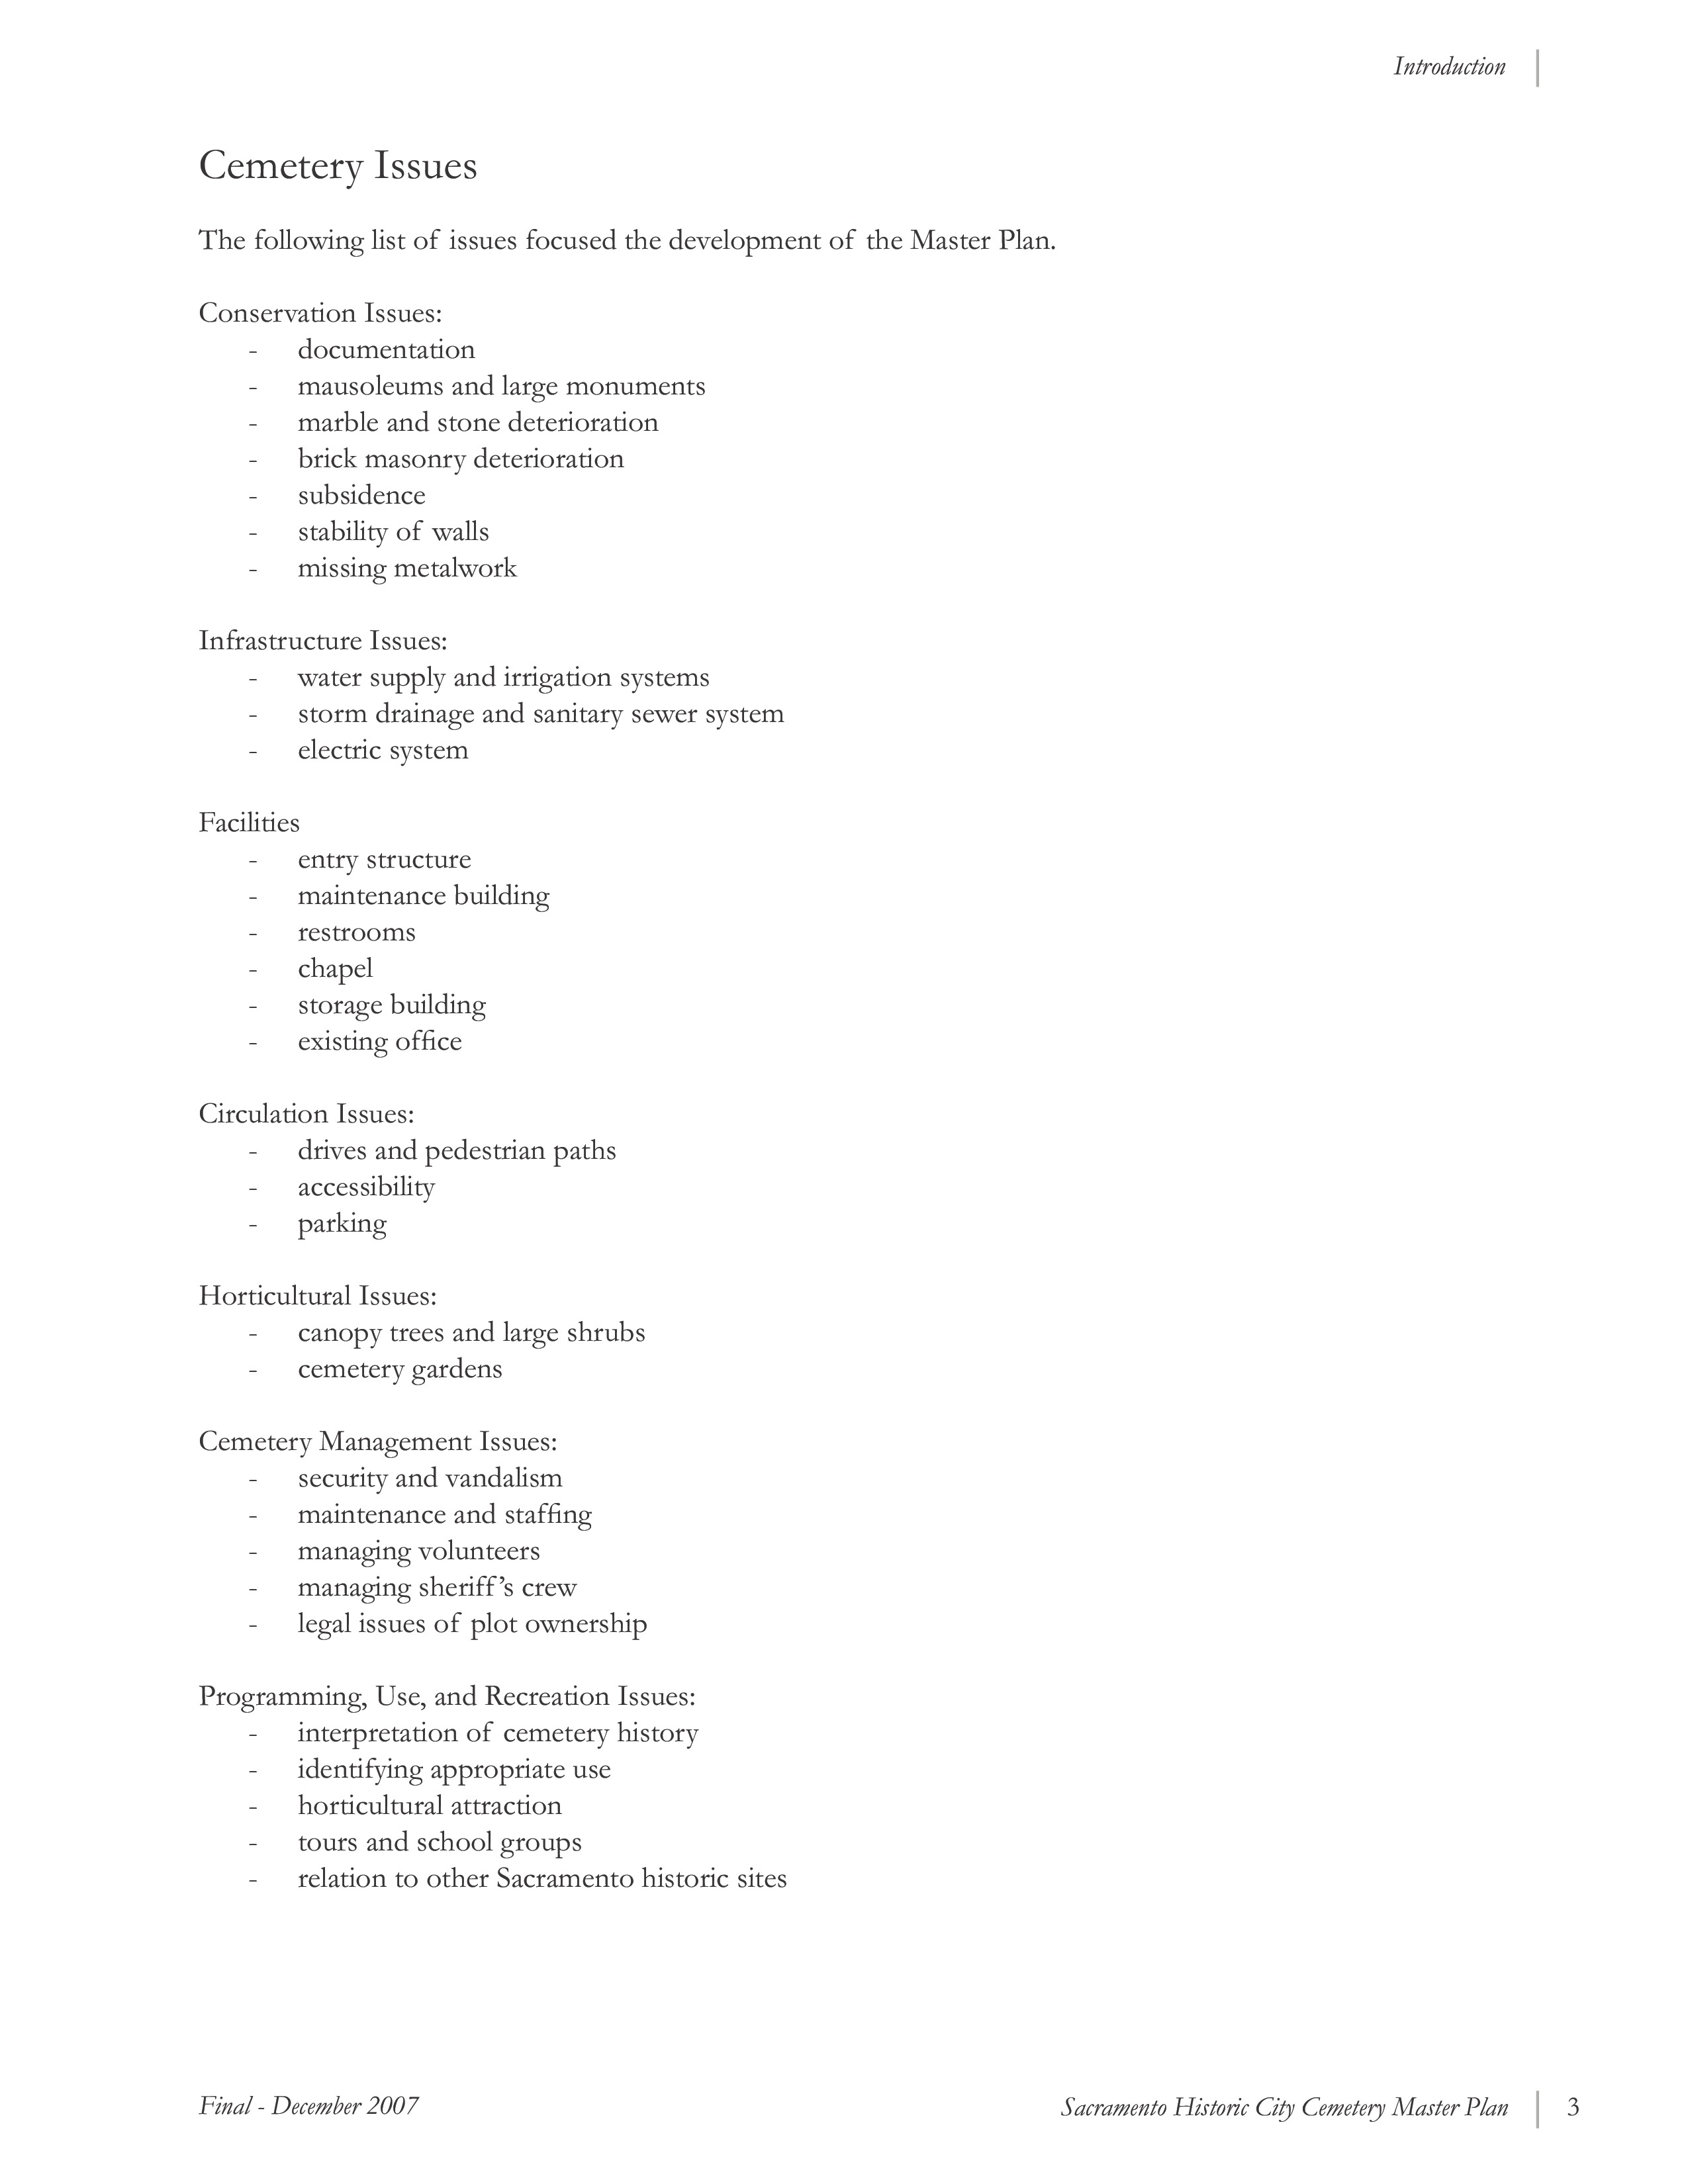 Introduction
Cemetery Issues
The following list of issues focused the development of the Master Plan.
Conservation Issues:
- documentation
- mausoleums and large monuments
- marble and stone deterioration
- brick masonry deterioration
- subsidence
- stability of walls
- missing metalwork
Infrastructure Issues:
- water supply and irrigation systems
- storm drainage and sanitary sewer system
- electric system
Facilities
- entry structure
- maintenance building
- restrooms
- chapel
- storage building
- existing office
Circulation Issues:
- drives and pedestrian paths
- accessibility
- parking
Horticultural Issues:
- canopy trees and large shrubs
- cemetery gardens
Cemetery Management Issues:
- security and vandalism
- maintenance and staffing
- managing volunteers
- managing sheriff’s crew
- legal issues of plot ownership
Programming, Use, and Recreation Issues:
- interpretation of cemetery history
- identifying appropriate use
- horticultural attraction
- tours and school groups
- relation to other Sacramento historic sites
Final - December 2007
Sacramento Historic City Cemetery Master Plan 3